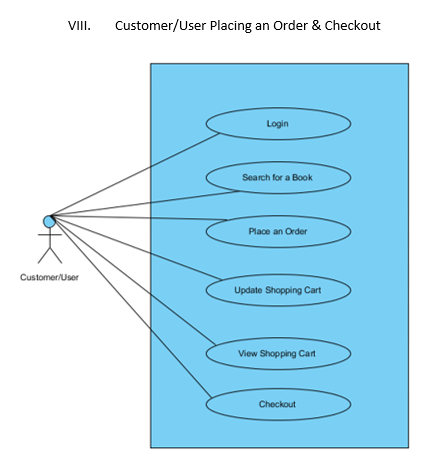 VIII. Customer/User Placing an Order & Checkout
Login
Search for a Book
Place an Order
Customer/User
Update Shopping Cart
View Shopping Cart
Checkout